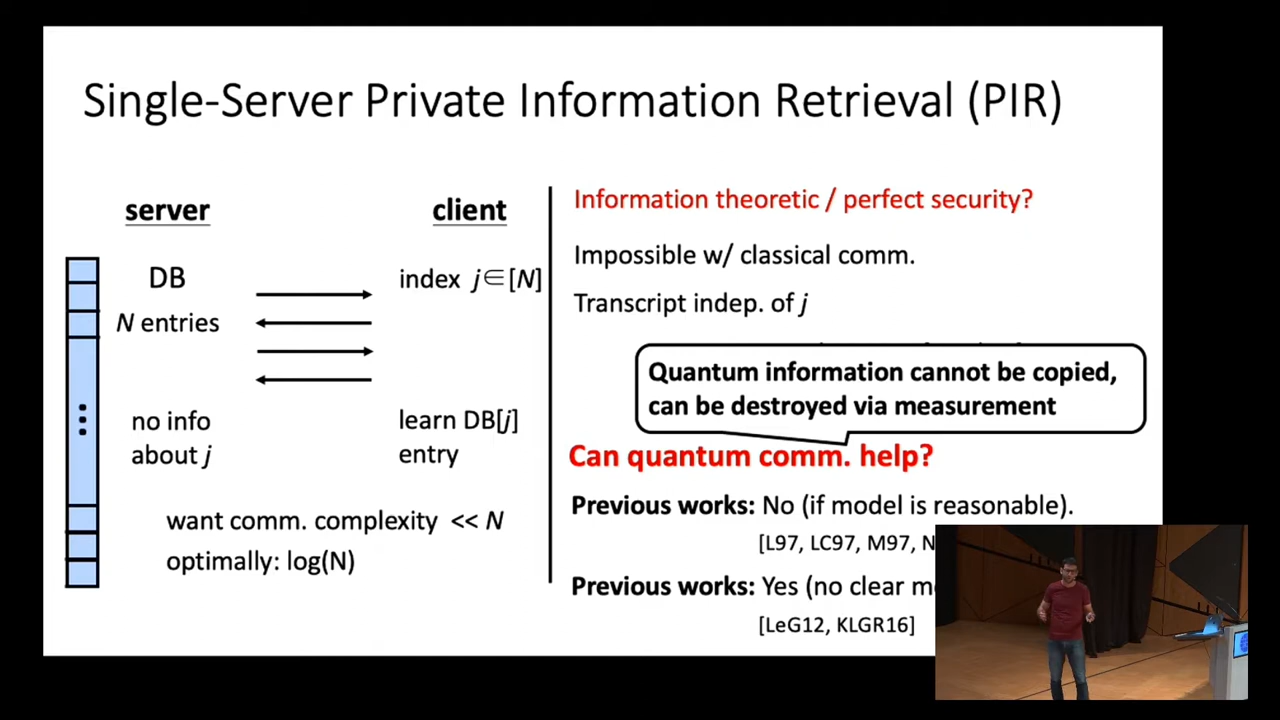 Single-Server Private Information Retrieval (PIR)
server
client
DB
index j∈[N]
N entries
no info
about j
learn DB[j]
entry
want comm. complexity << N
optimally: log(N)
Information theoretic / perfect security?
Impossible w/ classical comm.
Transcript indep. of j
Quantum information cannot be copied,
can be destroyed via measurement
Can quantum comm. help?
Previous works: No (if model is reasonable).
[L97, LC97, M97, N
Previous works: Yes (no clear m
[LeG12, KLGR16]